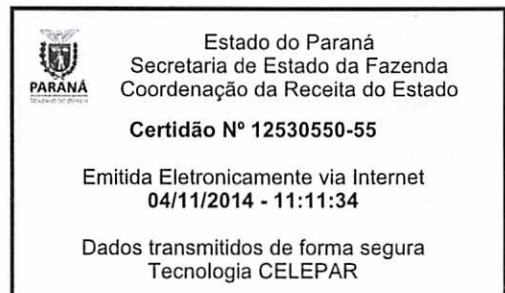 Estado do Paraná
Secretaria de Estado da Fazenda
PARANÁ
Coordenação da Receita do Estado
Certidão Nº 12530550-55
Emitida Eletronicamente via Internet
04/11/2014 - 11:11:34
Dados transmitidos de forma segura
Tecnologia CELEPAR